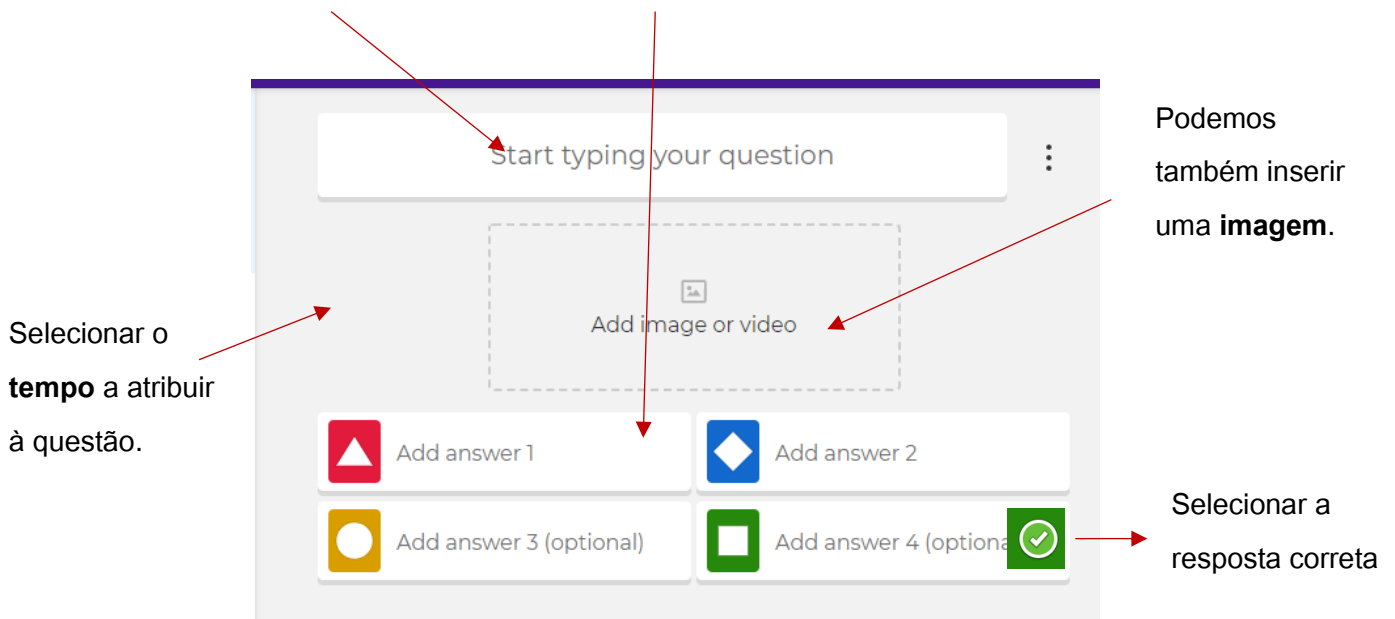 Start typing your question
Podemos
também inserir
uma imagem.
Add image or video
Selecionar o
tempo a atribuir
à questão.
Add answer 1
Add answer 2
Add answer 3 (optional)
Add answer 4 (optiona
Selecionar a
resposta correta